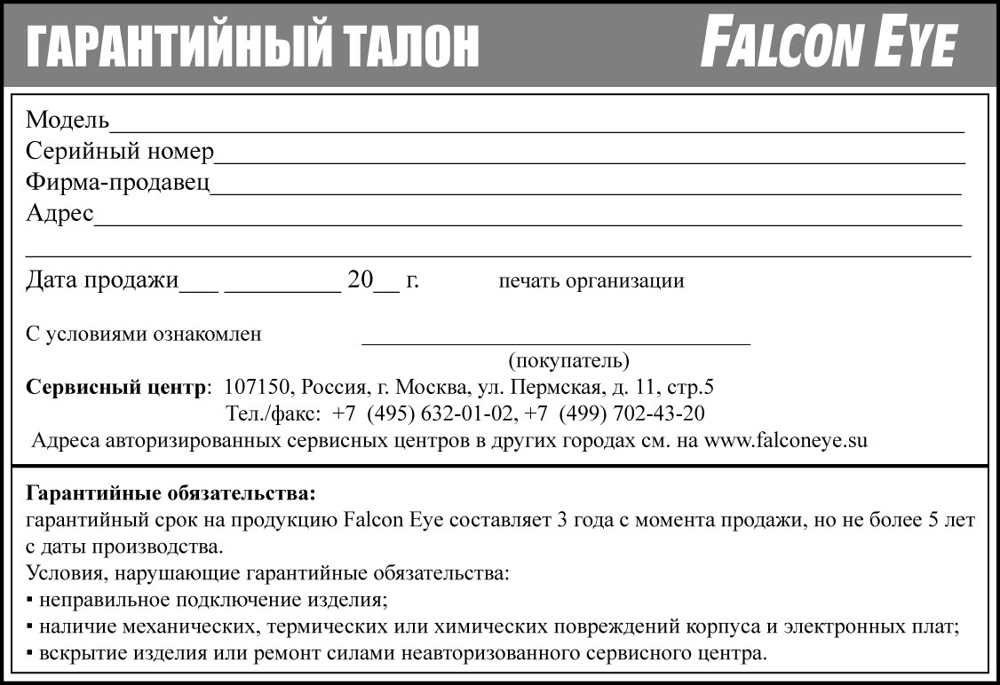 ГАРАНТИЙНЫЙ ТАЛОН FALCON EYE
Модель
Серийный номер
Фирма-продавец
Адрес
Дата продажи___ _________ 20__ г. печать организации
С условиями ознакомлен
(покупатель)
Сервисный центр: 107150, Россия, г. Москва, ул. Пермская, д. 11, стр.5
Тел./факс: +7 (495) 632-01-02, +7 (499) 702-43-20
Адреса авторизированных сервисных центров в других городах см. на www.falconeye.su
Гарантийные обязательства:
гарантийный срок на продукцию Falcon Eye составляет 3 года с момента продажи, но не более 5 лет
с даты производства.
Условия, нарушающие гарантийные обязательства:
▪ неправильное подключение изделия;
▪ наличие механических, термических или химических повреждений корпуса и электронных плат;
▪ вскрытие изделия или ремонт силами неавторизованного сервисного центра.